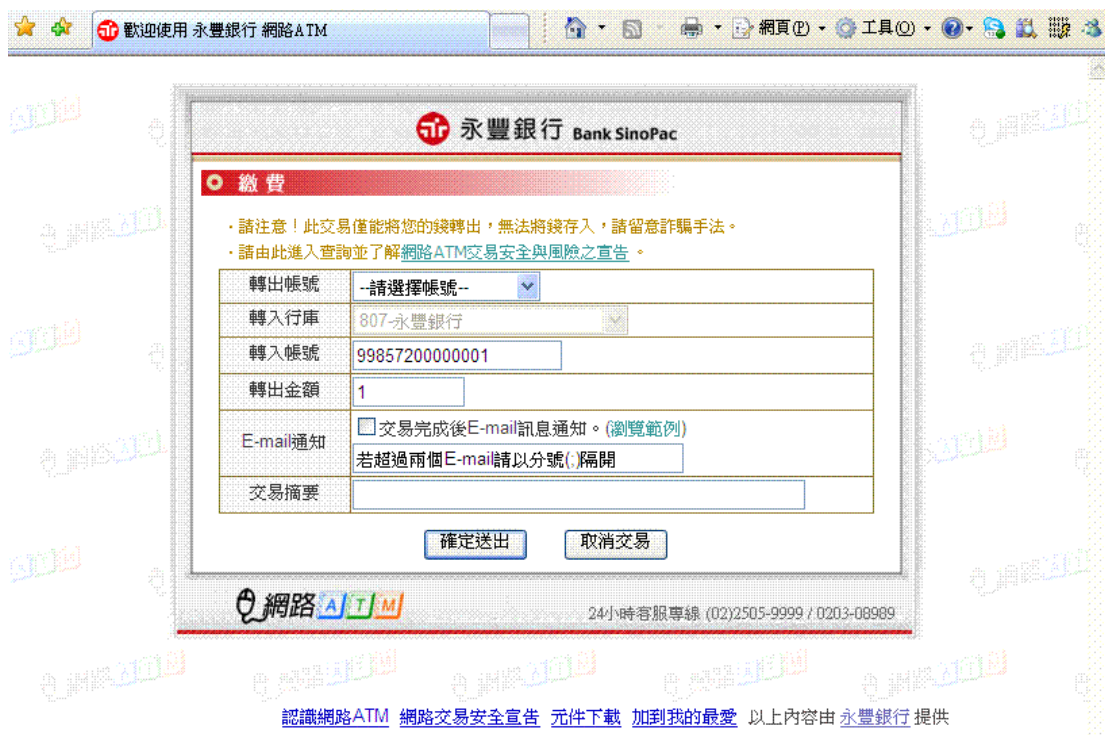 歡迎使用 永豐銀行 網路ATM
網頁(P)
工具(O)
永豐銀行 Bank SinoPac
繳費
‧請注意！此交易僅能將您的錢轉出，無法將錢存入，請留意詐騙手法。
‧請由此進入查詢並了解網路ATM交易安全與風險之宣告。
轉出帳號 --請選擇帳號--
轉入行庫 807-永豐銀行
轉入帳號 99857200000001
轉出金額 1
E-mail通知 交易完成後E-mail訊息通知。(瀏覽範例)
若超過兩個E-mail請以分號(;)隔開
交易摘要
確定送出 取消交易
網路ATM 24小時客服專線 (02)2505-9999 / 0203-08989
認識網路ATM 網路交易安全宣告 元件下載 加到我的最愛 以上內容由 永豐銀行 提供